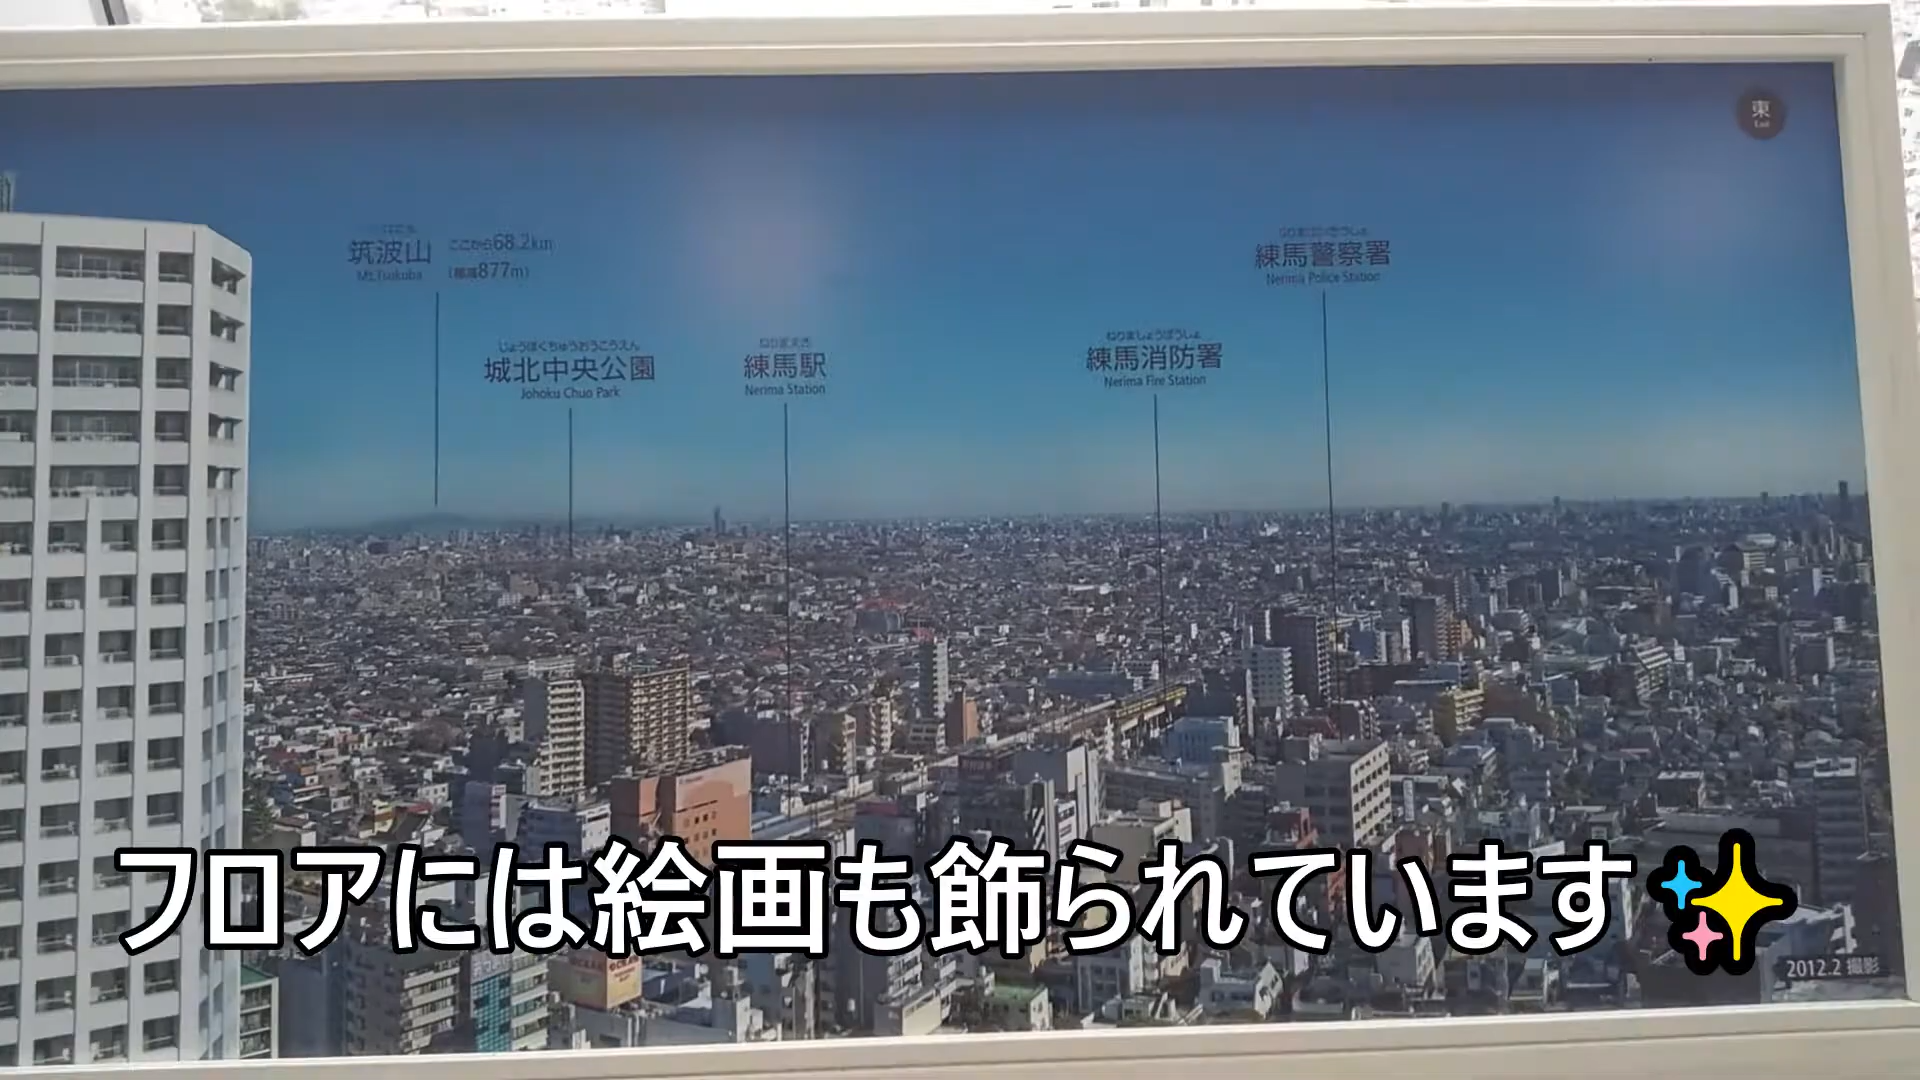 東
East
筑波山
Mt.Tsukuba
ここから68.2km
(標高877m)
じょうほくちゅうおうこうえん
城北中央公園
Johoku Chuo Park
ねりまえき
練馬駅
Nerima Station
ねりましょうぼうしょ
練馬消防署
Nerima Fire Station
ねりまけいさつしょ
練馬警察署
Nerima Police Station
フロアには絵画も飾られています✨
2012.2 撮影